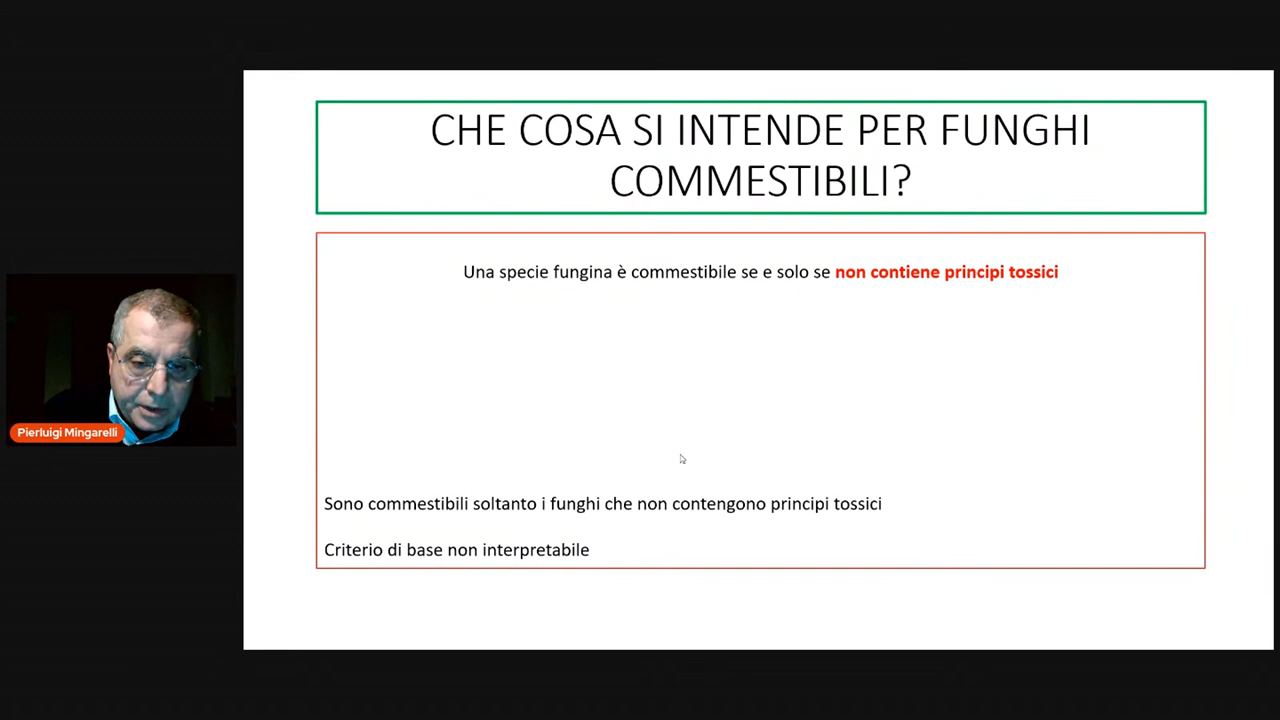 CHE COSA SI INTENDE PER FUNGHI
COMMESTIBILI?
Una specie fungina è commestibile se e solo se non contiene principi tossici
Pierluigi Mingarelli
Sono commestibili soltanto i funghi che non contengono principi tossici
Criterio di base non interpretabile